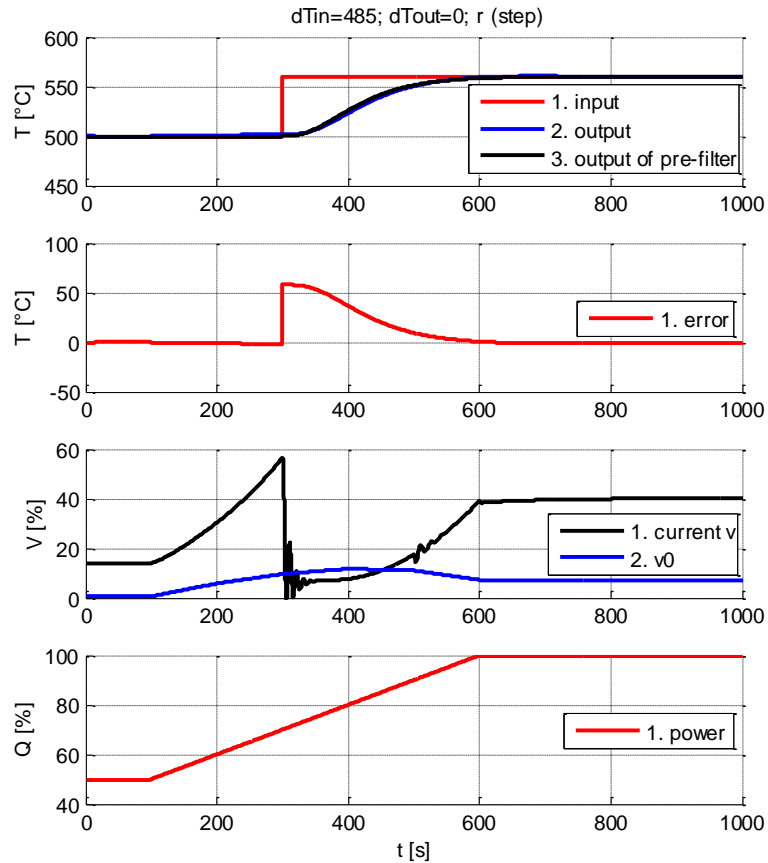 dTin=485; dTout=0; r (step)
600
550
500
450
T [°C]
1. input
2. output
3. output of pre-filter
0 200 400 600 800 1000
100
50
0
-50
T [°C]
1. error
0 200 400 600 800 1000
60
40
20
0
V [%]
1. current v
2. v0
0 200 400 600 800 1000
100
80
60
40
Q [%]
1. power
0 200 400 600 800 1000
t [s]